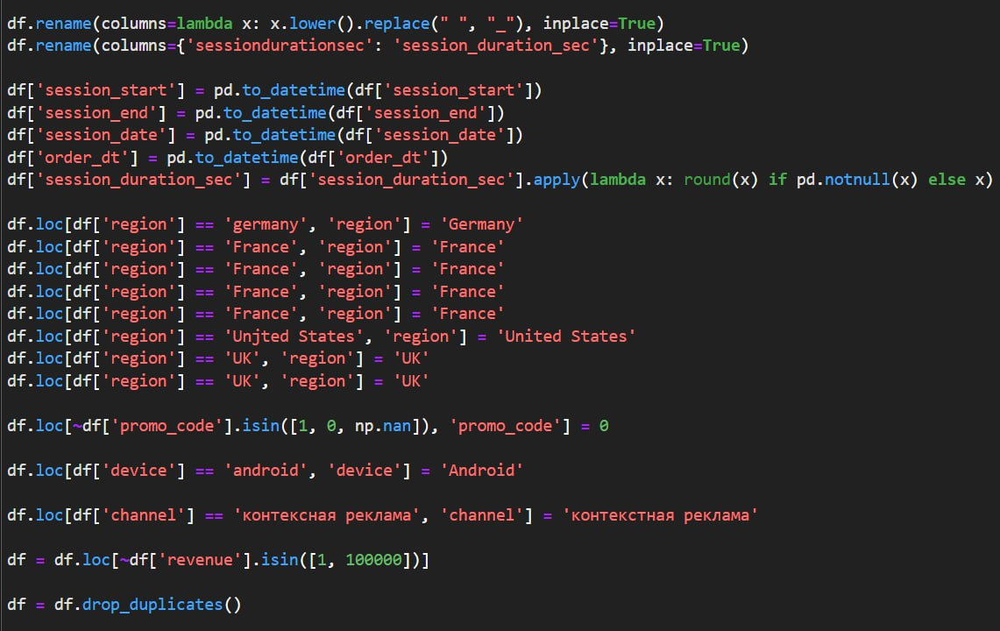 df.rename(columns=lambda x: x.lower().replace(" ", "_"), inplace=True)
df.rename(columns={'sessiondurationsec': 'session_duration_sec'}, inplace=True)
df['session_start'] = pd.to_datetime(df['session_start'])
df['session_end'] = pd.to_datetime(df['session_end'])
df['session_date'] = pd.to_datetime(df['session_date'])
df['order_dt'] = pd.to_datetime(df['order_dt'])
df['session_duration_sec'] = df['session_duration_sec'].apply(lambda x: round(x) if pd.notnull(x) else x)
df.loc[df['region'] == 'germany', 'region'] = 'Germany'
df.loc[df['region'] == 'France', 'region'] = 'France'
df.loc[df['region'] == 'France', 'region'] = 'France'
df.loc[df['region'] == 'France', 'region'] = 'France'
df.loc[df['region'] == 'France', 'region'] = 'France'
df.loc[df['region'] == 'Unjted States', 'region'] = 'United States'
df.loc[df['region'] == 'UK', 'region'] = 'UK'
df.loc[df['region'] == 'UK', 'region'] = 'UK'
df.loc[~df['promo_code'].isin([1, 0, np.nan]), 'promo_code'] = 0
df.loc[df['device'] == 'android', 'device'] = 'Android'
df.loc[df['channel'] == 'контексная реклама', 'channel'] = 'контекстная реклама'
df = df.loc[~df['revenue'].isin([1, 100000])]
df = df.drop_duplicates()